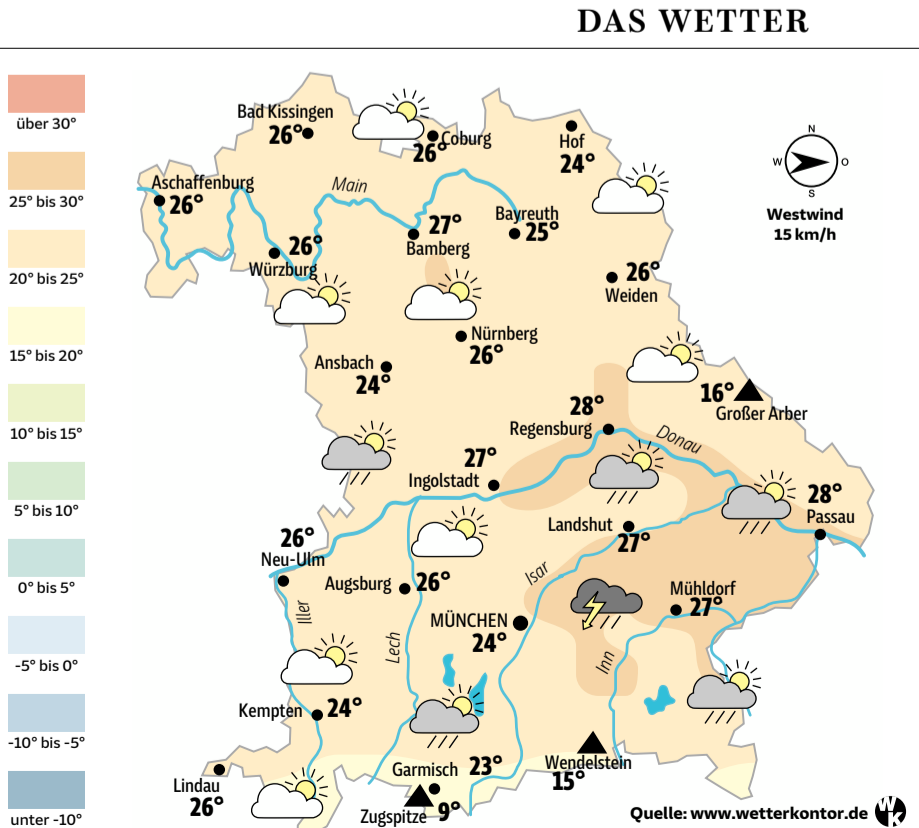 DAS WETTER
über 30°
25° bis 30°
20° bis 25°
15° bis 20°
10° bis 15°
5° bis 10°
0° bis 5°
-5° bis 0°
-10° bis -5°
unter -10°
Bad Kissingen
26°
Coburg
26°
Hof
24°
N
W O
S
Westwind
15 km/h
Aschaffenburg
26°
Main
Bayreuth
25°
27°
Bamberg
26°
Würzburg
26°
Weiden
Nürnberg
26°
Ansbach
24°
16°
Großer Arber
28°
Regensburg
Donau
27°
Ingolstadt
28°
Passau
Landshut
27°
26°
Neu-Ulm
Augsburg
26°
Isar
Mühldorf
27°
MÜNCHEN
24°
Iller
Lech
Inn
Kempten
24°
Lindau
26°
Garmisch
23°
Zugspitze
9°
Wendelstein
15°
Quelle: www.wetterkontor.de
WK